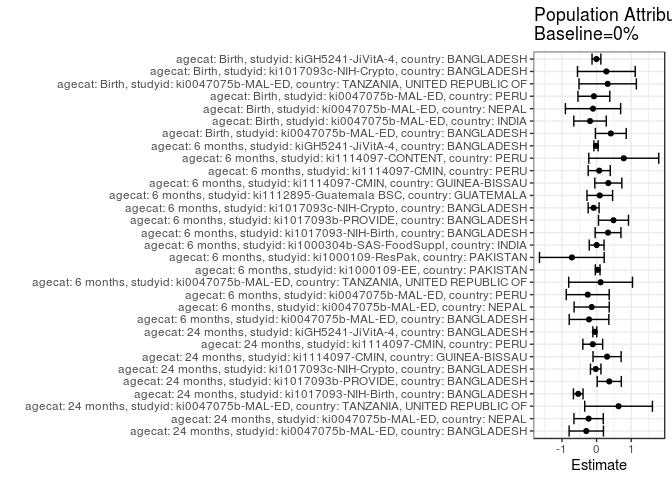 Population Attribu
Baseline=0%
agecat: Birth, studyid: kiGH5241-JiVitA-4, country: BANGLADESH
agecat: Birth, studyid: ki1017093c-NIH-Crypto, country: BANGLADESH
agecat: Birth, studyid: ki0047075b-MAL-ED, country: TANZANIA, UNITED REPUBLIC OF
agecat: Birth, studyid: ki0047075b-MAL-ED, country: PERU
agecat: Birth, studyid: ki0047075b-MAL-ED, country: NEPAL
agecat: Birth, studyid: ki0047075b-MAL-ED, country: INDIA
agecat: Birth, studyid: ki0047075b-MAL-ED, country: BANGLADESH
agecat: 6 months, studyid: kiGH5241-JiVitA-4, country: BANGLADESH
agecat: 6 months, studyid: ki1114097-CONTENT, country: PERU
agecat: 6 months, studyid: ki1114097-CMIN, country: PERU
agecat: 6 months, studyid: ki1114097-CMIN, country: GUINEA-BISSAU
agecat: 6 months, studyid: ki1112895-Guatemala BSC, country: GUATEMALA
agecat: 6 months, studyid: ki1017093c-NIH-Crypto, country: BANGLADESH
agecat: 6 months, studyid: ki1017093b-PROVIDE, country: BANGLADESH
agecat: 6 months, studyid: ki1017093-NIH-Birth, country: BANGLADESH
agecat: 6 months, studyid: ki1000304b-SAS-FoodSuppl, country: INDIA
agecat: 6 months, studyid: ki1000109-ResPak, country: PAKISTAN
agecat: 6 months, studyid: ki1000109-EE, country: PAKISTAN
agecat: 6 months, studyid: ki0047075b-MAL-ED, country: TANZANIA, UNITED REPUBLIC OF
agecat: 6 months, studyid: ki0047075b-MAL-ED, country: PERU
agecat: 6 months, studyid: ki0047075b-MAL-ED, country: NEPAL
agecat: 6 months, studyid: ki0047075b-MAL-ED, country: BANGLADESH
agecat: 24 months, studyid: kiGH5241-JiVitA-4, country: BANGLADESH
agecat: 24 months, studyid: ki1114097-CMIN, country: PERU
agecat: 24 months, studyid: ki1114097-CMIN, country: GUINEA-BISSAU
agecat: 24 months, studyid: ki1017093c-NIH-Crypto, country: BANGLADESH
agecat: 24 months, studyid: ki1017093b-PROVIDE, country: BANGLADESH
agecat: 24 months, studyid: ki1017093-NIH-Birth, country: BANGLADESH
agecat: 24 months, studyid: ki0047075b-MAL-ED, country: TANZANIA, UNITED REPUBLIC OF
agecat: 24 months, studyid: ki0047075b-MAL-ED, country: NEPAL
agecat: 24 months, studyid: ki0047075b-MAL-ED, country: BANGLADESH
-1 0 1
Estimate